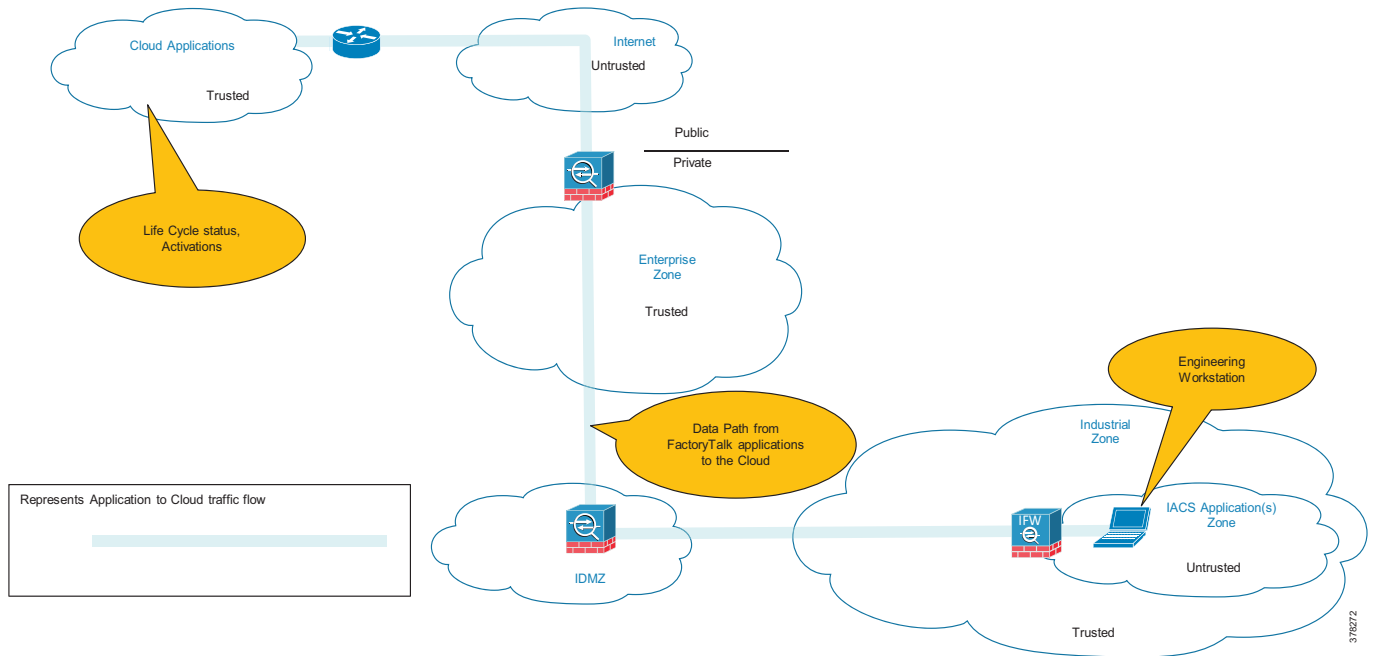 Cloud Applications
Trusted
Internet
Untrusted
Public
Private
Life Cycle status,
Activations
Enterprise
Zone
Trusted
Engineering
Workstation
Data Path from
FactoryTalk applications
to the Cloud
Industrial
Zone
Represents Application to Cloud traffic flow
IFW
IACS Application(s)
Zone
Untrusted
IDMZ
Trusted
378272